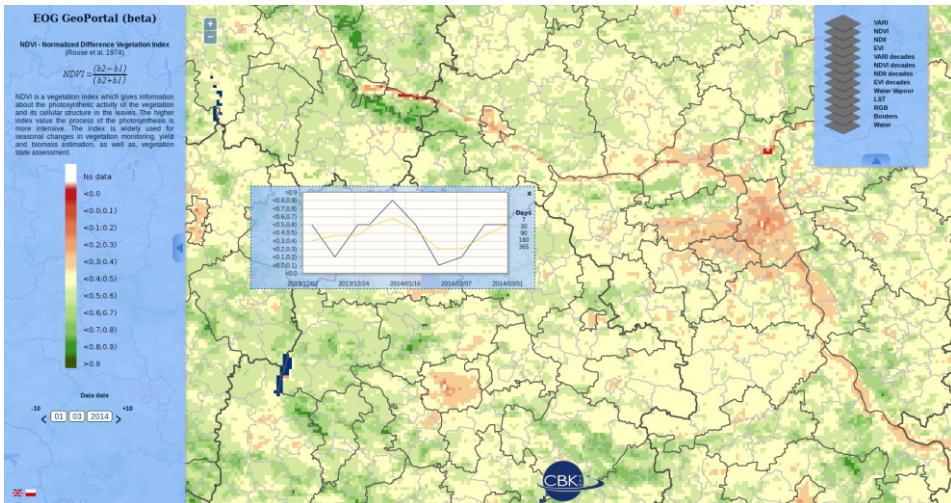 EOG GeoPortal (beta)
NDVI - Normalized Difference Vegetation Index
(Rouse et al. 1974)
NDVI = (b2−b1)
(b2+b1)
NDVI is a vegetation index which gives information
about the photosynthetic activity of the vegetation
and its cellular structure in the leaves. The higher
index value the process of the photosynthesis is
more intensive. The index is widely used for
seasonal changes in vegetation monitoring, yield
and biomass estimation, as well as, vegetation
state assessment.
No data
<0.0
<0.0;0.1)
<0.1;0.2)
<0.2;0.3)
<0.3;0.4)
<0.4;0.5)
<0.5;0.6)
<0.6;0.7)
<0.7;0.8)
<0.8;0.9)
>0.9
Data date
-10 +10
< 01 03 2014 >
+
−
>0.9
<0.8,0.9)
<0.7,0.8)
<0.6,0.7)
<0.5,0.6)
<0.4,0.5)
<0.3,0.4)
<0.2,0.3)
<0.1,0.2)
<0.0,0.1)
<0.0
2013/12/02 2013/12/24 2014/01/16 2014/02/07 2014/03/01
x
Days
7
30
90
180
365
VARI
NDVI
NDII
EVI
VARI decades
NDVI decades
NDII decades
EVI decades
Water Vapour
LST
RGB
Borders
Water
CBK